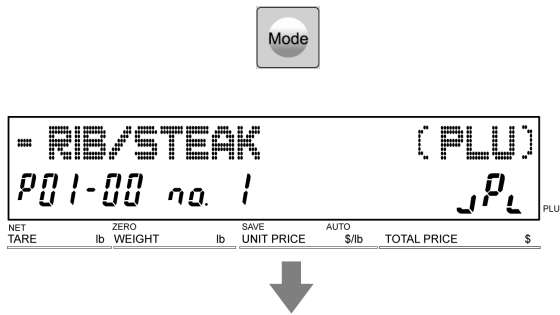 Mode
- RIB/STEAK (PLU)
P01-00 no. 1 JPL
PLU
NET ZERO SAVE AUTO
TARE lb WEIGHT lb UNIT PRICE $/lb TOTAL PRICE $